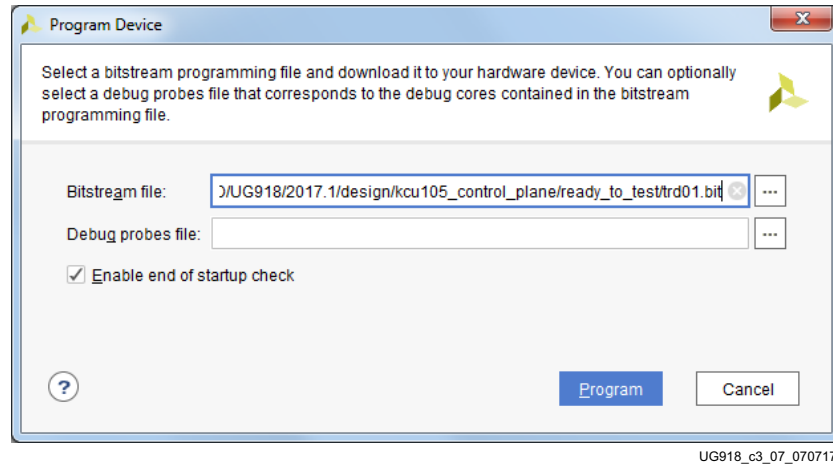 Program Device
Select a bitstream programming file and download it to your hardware device. You can optionally
select a debug probes file that corresponds to the debug cores contained in the bitstream
programming file.
Bitstream file: /UG918/2017.1/design/kcu105_control_plane/ready_to_test/trd01.bit ...
Debug probes file: ...
Enable end of startup check
? Program Cancel
UG918_c3_07_070717